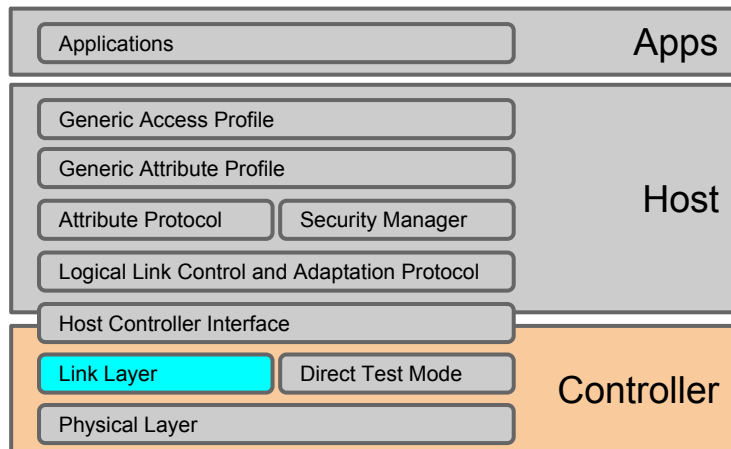 Applications
Apps
Generic Access Profile
Generic Attribute Profile
Attribute Protocol
Security Manager
Host
Logical Link Control and Adaptation Protocol
Host Controller Interface
Link Layer
Direct Test Mode
Controller
Physical Layer